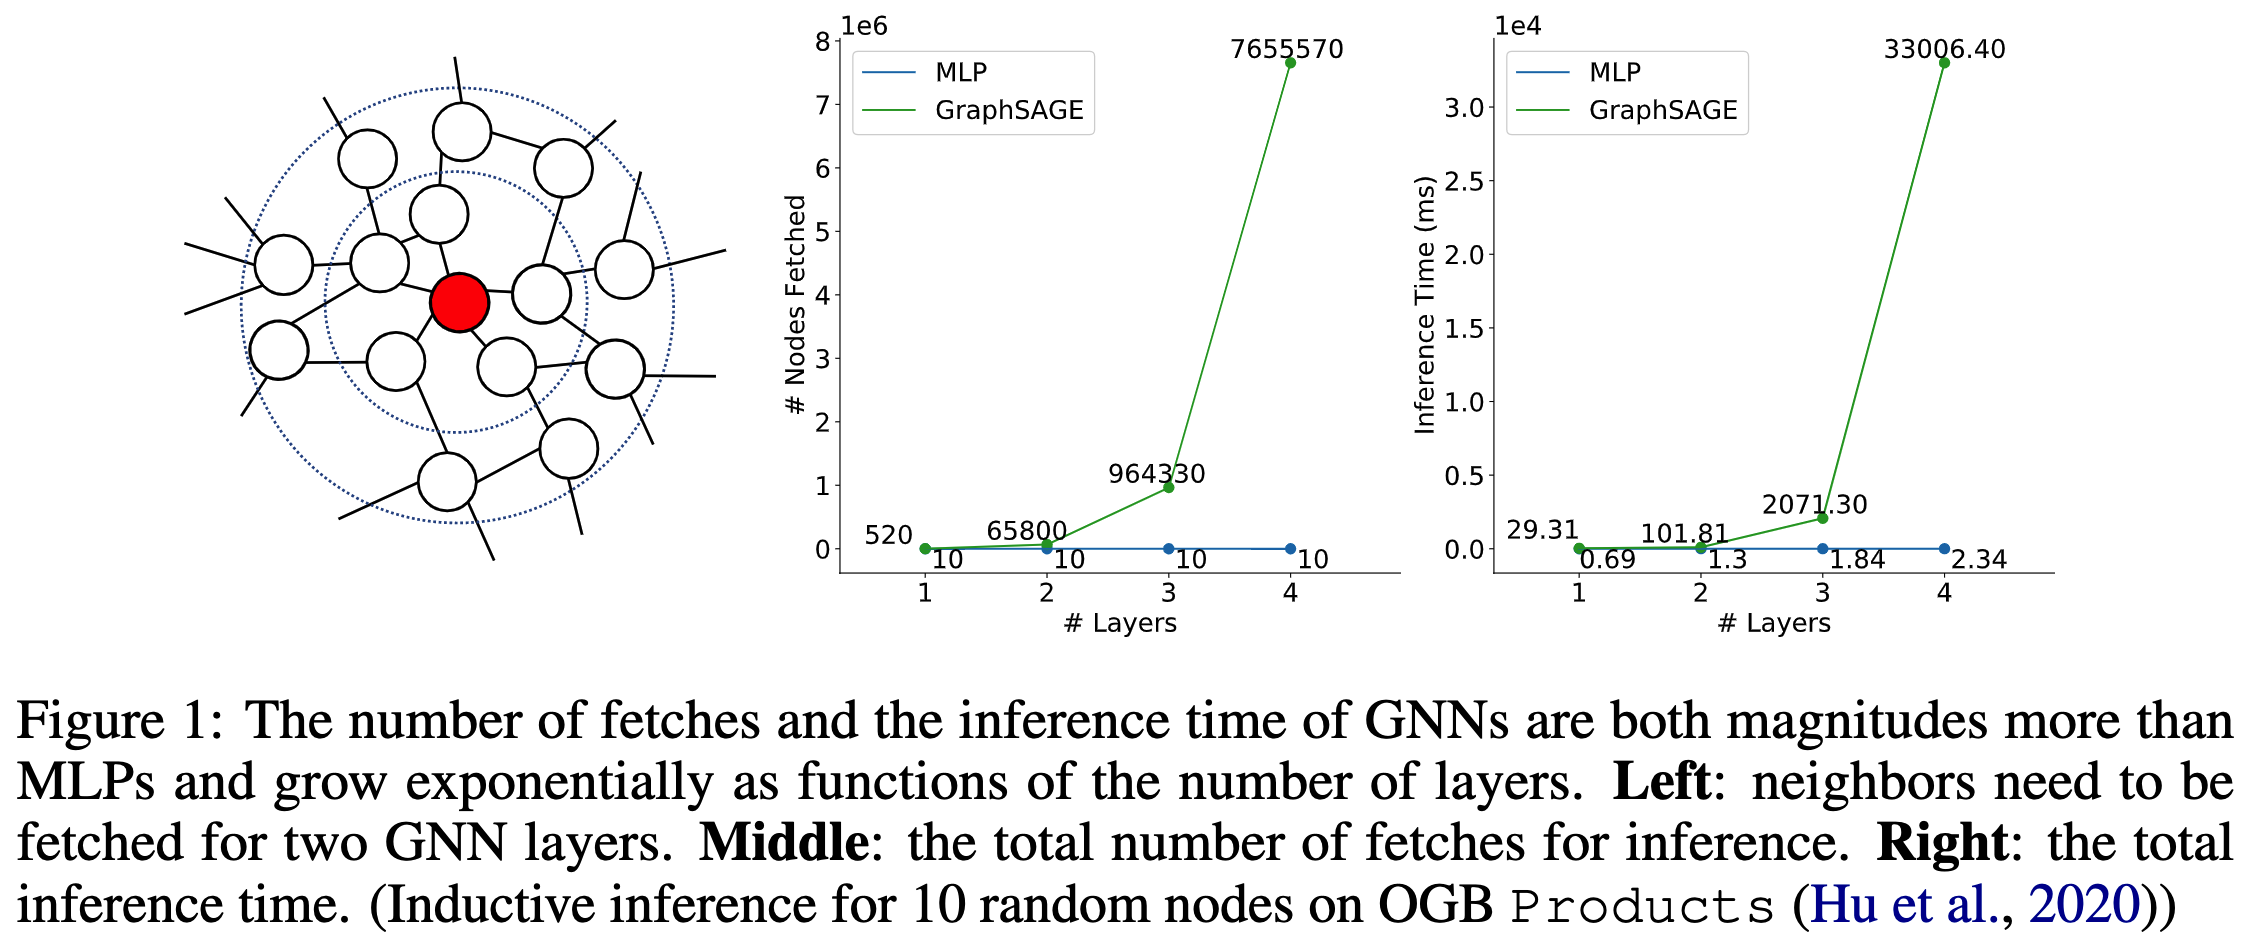 1e6
8
7
6
5
4
3
2
1
0
# Nodes Fetched
MLP
GraphSAGE
520
65800
964330
7655570
10
10
10
10
1
2
3
4
# Layers
1e4
3.0
2.5
2.0
1.5
1.0
0.5
0.0
Inference Time (ms)
MLP
GraphSAGE
29.31
101.81
2071.30
33006.40
0.69
1.3
1.84
2.34
1
2
3
4
# Layers
Figure 1: The number of fetches and the inference time of GNNs are both magnitudes more than
MLPs and grow exponentially as functions of the number of layers. Left: neighbors need to be
fetched for two GNN layers. Middle: the total number of fetches for inference. Right: the total
inference time. (Inductive inference for 10 random nodes on OGB Products (Hu et al., 2020))